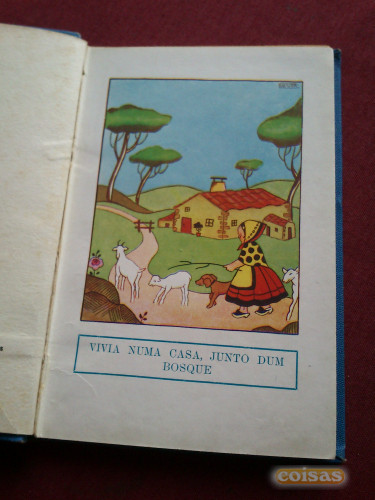 VIVIA NUMA CASA, JUNTO DUM
BOSQUE
coisas